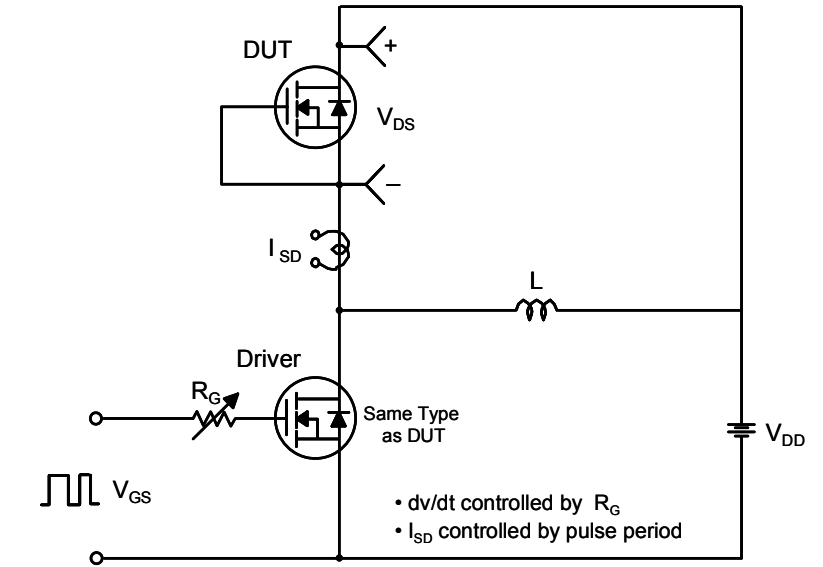 DUT
+
V_DS
–
I_SD
L
Driver
R_G
Same Type
as DUT
V_DD
V_GS
• dv/dt controlled by R_G
• I_SD controlled by pulse period